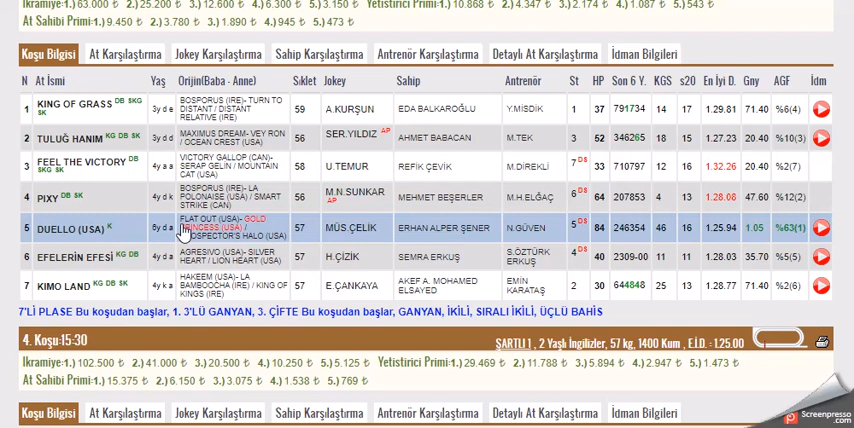 İkramiye:1.) 63.000 ₺ 2.) 25.200 ₺ 3.) 12.600 ₺ 4.) 6.300 ₺ 5.) 3.150 ₺ Yetistirici Primi:1.) 10.868 ₺ 2.) 4.347 ₺ 3.) 2.174 ₺ 4.) 1.087 ₺ 5.) 543 ₺
At Sahibi Primi:1.) 9.450 ₺ 2.) 3.780 ₺ 3.) 1.890 ₺ 4.) 945 ₺ 5.) 473 ₺
Koşu Bilgisi At Karşılaştırma Jokey Karşılaştırma Sahip Karşılaştırma Antrenör Karşılaştırma Detaylı At Karşılaştırma İdman Bilgileri
N At İsmi Yaş Orijin(Baba - Anne) Sıklet Jokey Sahip Antrenör St HP Son 6 Y. KGS s20 En İyi D. Gny AGF İdm
1 KING OF GRASS DB SKG SK 3y d e BOSPORUS (IRE)- TURN TO DISTANT / DISTANT RELATIVE (IRE) 59 A.KURŞUN EDA BALKAROĞLU Y.MİSDİK 1 37 791734 14 17 1.29.81 71.40 %6(4)
2 TULUĞ HANIM KG DB SK 3y d d MAXIMUS DREAM- VEY RON / OCEAN CREST (USA) 56 SER.YILDIZ AP AHMET BABACAN M.TEK 3 52 346265 18 15 1.27.23 20.40 %10(3)
3 FEEL THE VICTORY DB SKG SK 4y a a VICTORY GALLOP (CAN)- SERAP GELİN / MOUNTAIN CAT (USA) 58 U.TEMUR REFİK ÇEVİK M.DİREKLİ 7 DS 33 710797 12 16 1.32.26 71.40 %2(7)
4 PIXY DB SK 4y d k BOSPORUS (IRE)- LA POLONAISE (USA) / SMART STRIKE (CAN) 56 M.N.SUNKAR AP MEHMET BEŞERLER M.H.ELGAÇ 6 DS 64 207853 4 13 1.28.08 47.60 %12(2)
5 DUELLO (USA) K 6y d a FLAT OUT (USA)- GOLD PRINCESS (USA) / PROSPECTOR'S HALO (USA) 57 MÜS.ÇELİK ERHAN ALPER ŞENER N.GÜVEN 5 DS 84 246354 46 16 1.25.94 1.05 %63(1)
6 EFELERİN EFESİ KG DB 4y d a AGRESIVO (USA)- SILVER HEART / LION HEART (USA) 57 H.ÇİZİK SEMRA ERKUŞ S.ÖZTÜRK ERKUŞ 4 DS 40 2309-00 11 11 1.28.03 35.70 %5(5)
7 KIMO LAND KG DB SK 4y k a HAKEEM (USA)- LA BAMBOOCHA (IRE) / KING OF KINGS (IRE) 57 E.ÇANKAYA AKEF A. MOHAMED ELSAYED EMİN KARATAŞ 2 30 644848 25 13 1.28.77 71.40 %2(6)
7'Lİ PLASE Bu koşudan başlar, 1. 3'LÜ GANYAN, 3. ÇİFTE Bu koşudan başlar, GANYAN, İKİLİ, SIRALI İKİLİ, ÜÇLÜ BAHİS
4. Koşu:15:30 ŞARTLI 1 , 2 Yaşlı İngilizler, 57 kg, 1400 Kum , E.İ.D. : 1.25.00
İkramiye:1.) 102.500 ₺ 2.) 41.000 ₺ 3.) 20.500 ₺ 4.) 10.250 ₺ 5.) 5.125 ₺ Yetistirici Primi:1.) 29.469 ₺ 2.) 11.788 ₺ 3.) 5.894 ₺ 4.) 2.947 ₺ 5.) 1.473 ₺
At Sahibi Primi:1.) 15.375 ₺ 2.) 6.150 ₺ 3.) 3.075 ₺ 4.) 1.538 ₺ 5.) 769 ₺
Koşu Bilgisi At Karşılaştırma Jokey Karşılaştırma Sahip Karşılaştırma Antrenör Karşılaştırma Detaylı At Karşılaştırma İdman Bilgileri
Screenpresso
.com